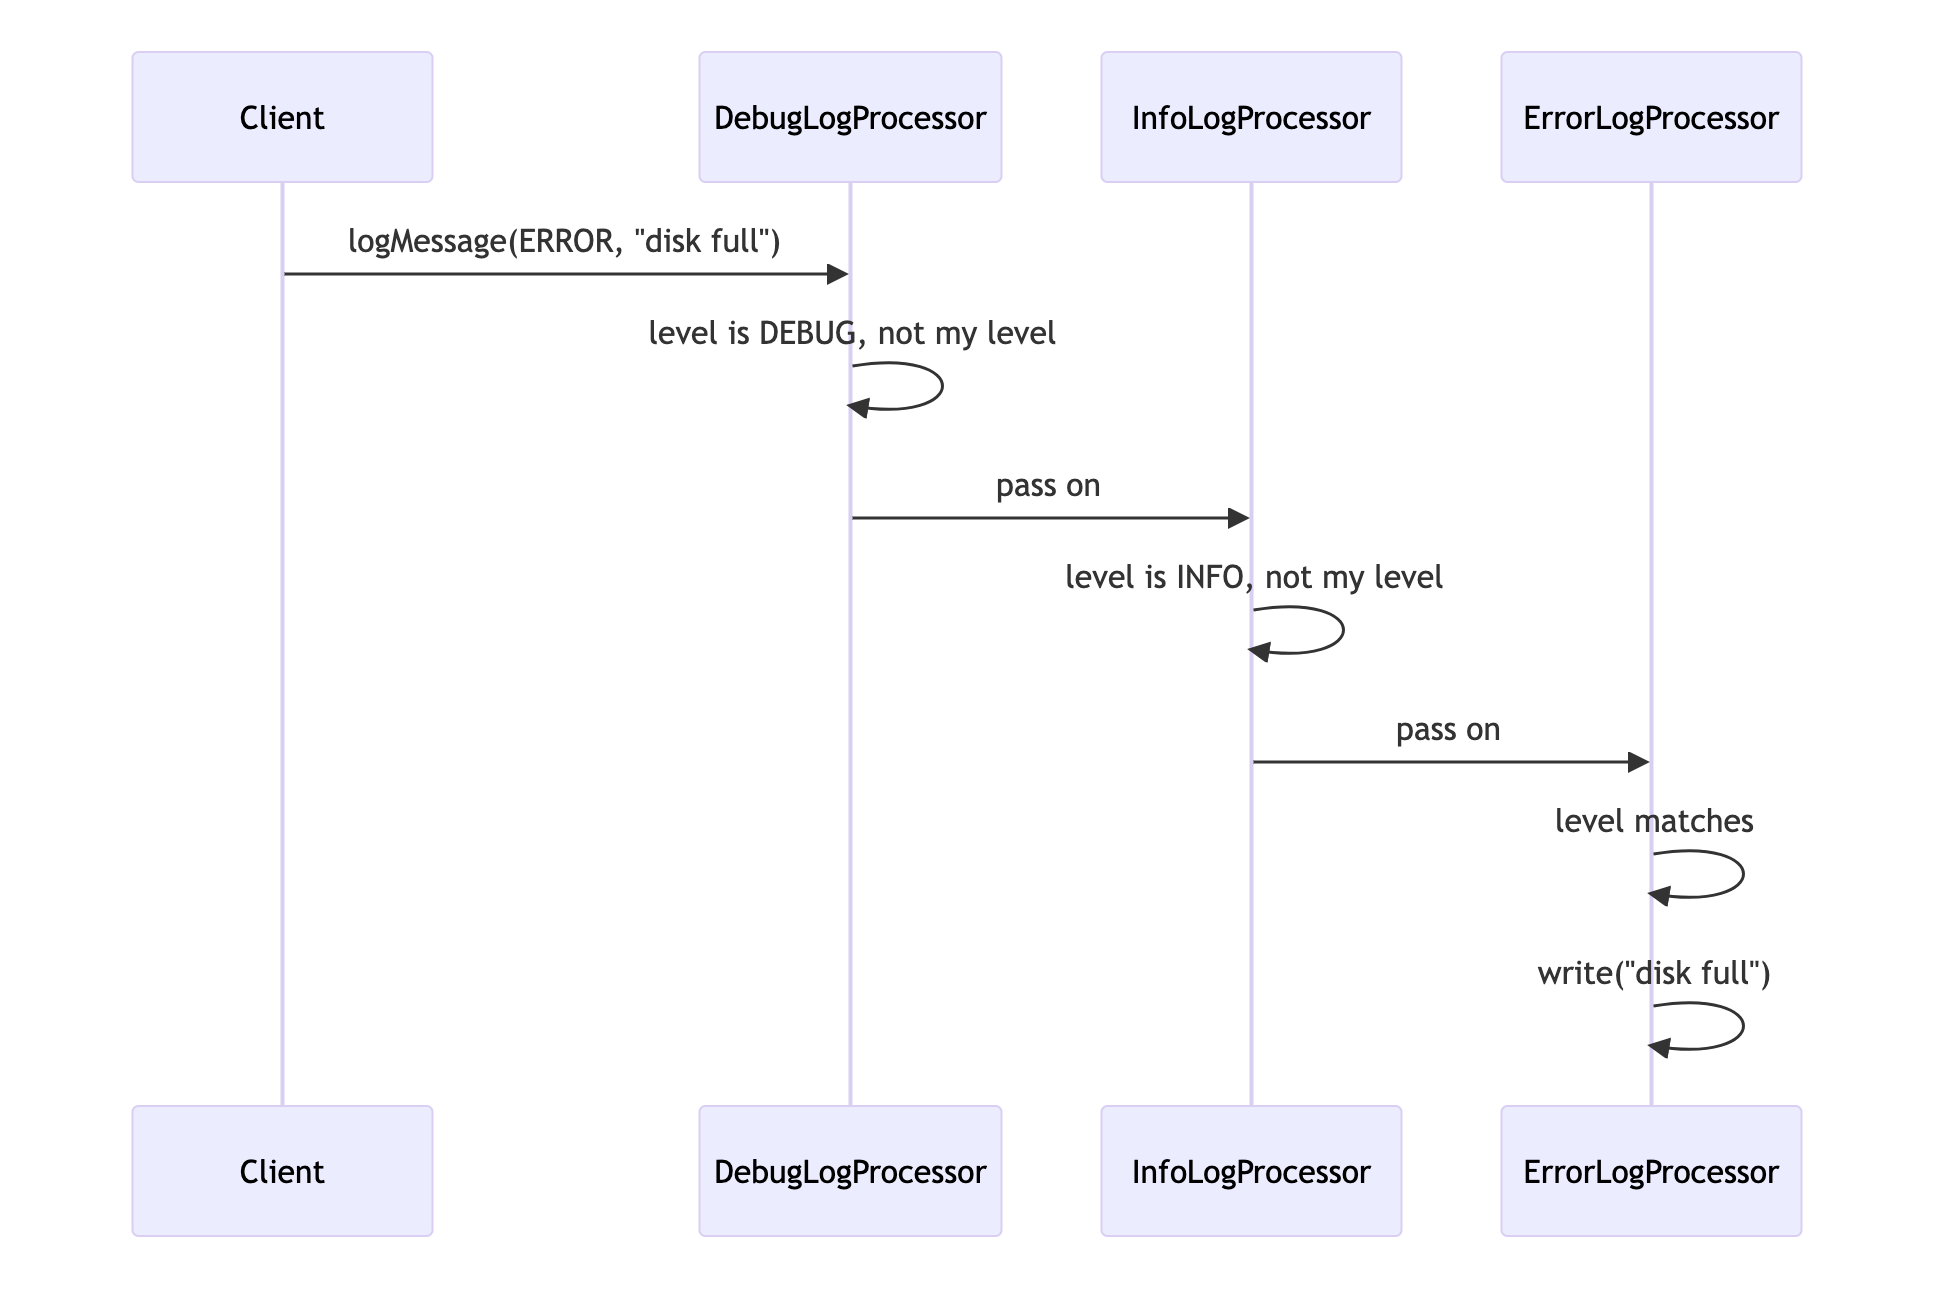 Client
DebugLogProcessor
InfoLogProcessor
ErrorLogProcessor
logMessage(ERROR, "disk full")
level is DEBUG, not my level
pass on
level is INFO, not my level
pass on
level matches
write("disk full")
Client
DebugLogProcessor
InfoLogProcessor
ErrorLogProcessor